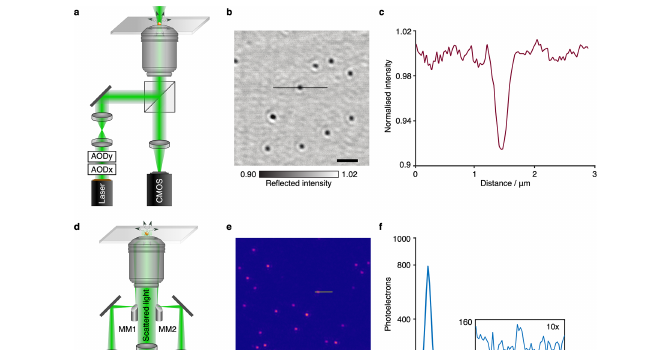 a
AODy
AODx
Laser
CMOS
b
0.90
1.02
Reflected intensity
c
Normalised intensity
1.02
0.98
0.94
0.9
0
1
2
3
Distance / µm
d
Scattered light
MM1
MM2
e
f
Photoelectrons
1000
800
400
160
10x